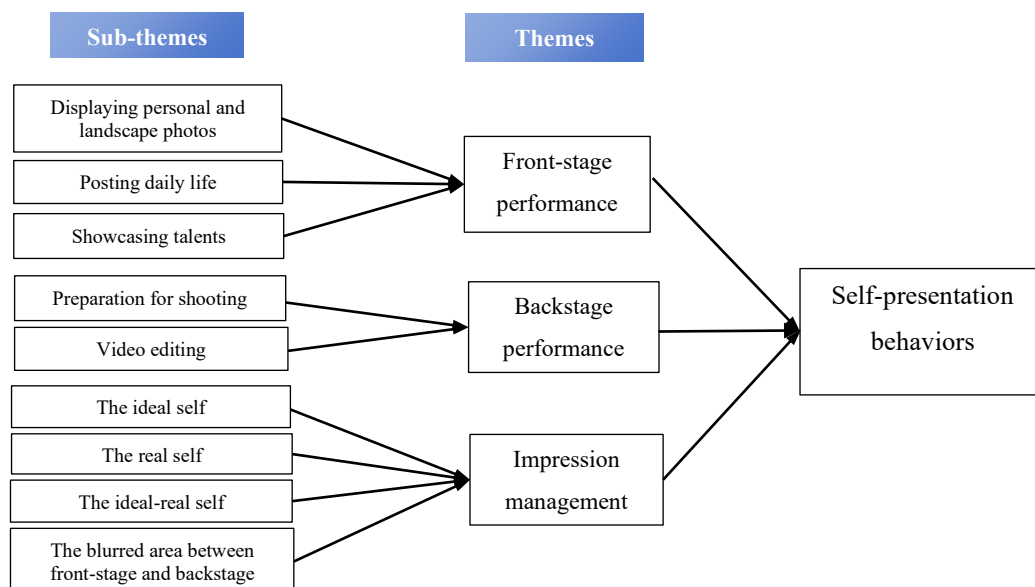 Sub-themes
Themes
Displaying personal and
landscape photos
Posting daily life
Showcasing talents
Front-stage
performance
Preparation for shooting
Video editing
Backstage
performance
Self-presentation
behaviors
The ideal self
The real self
The ideal-real self
The blurred area between
front-stage and backstage
Impression
management